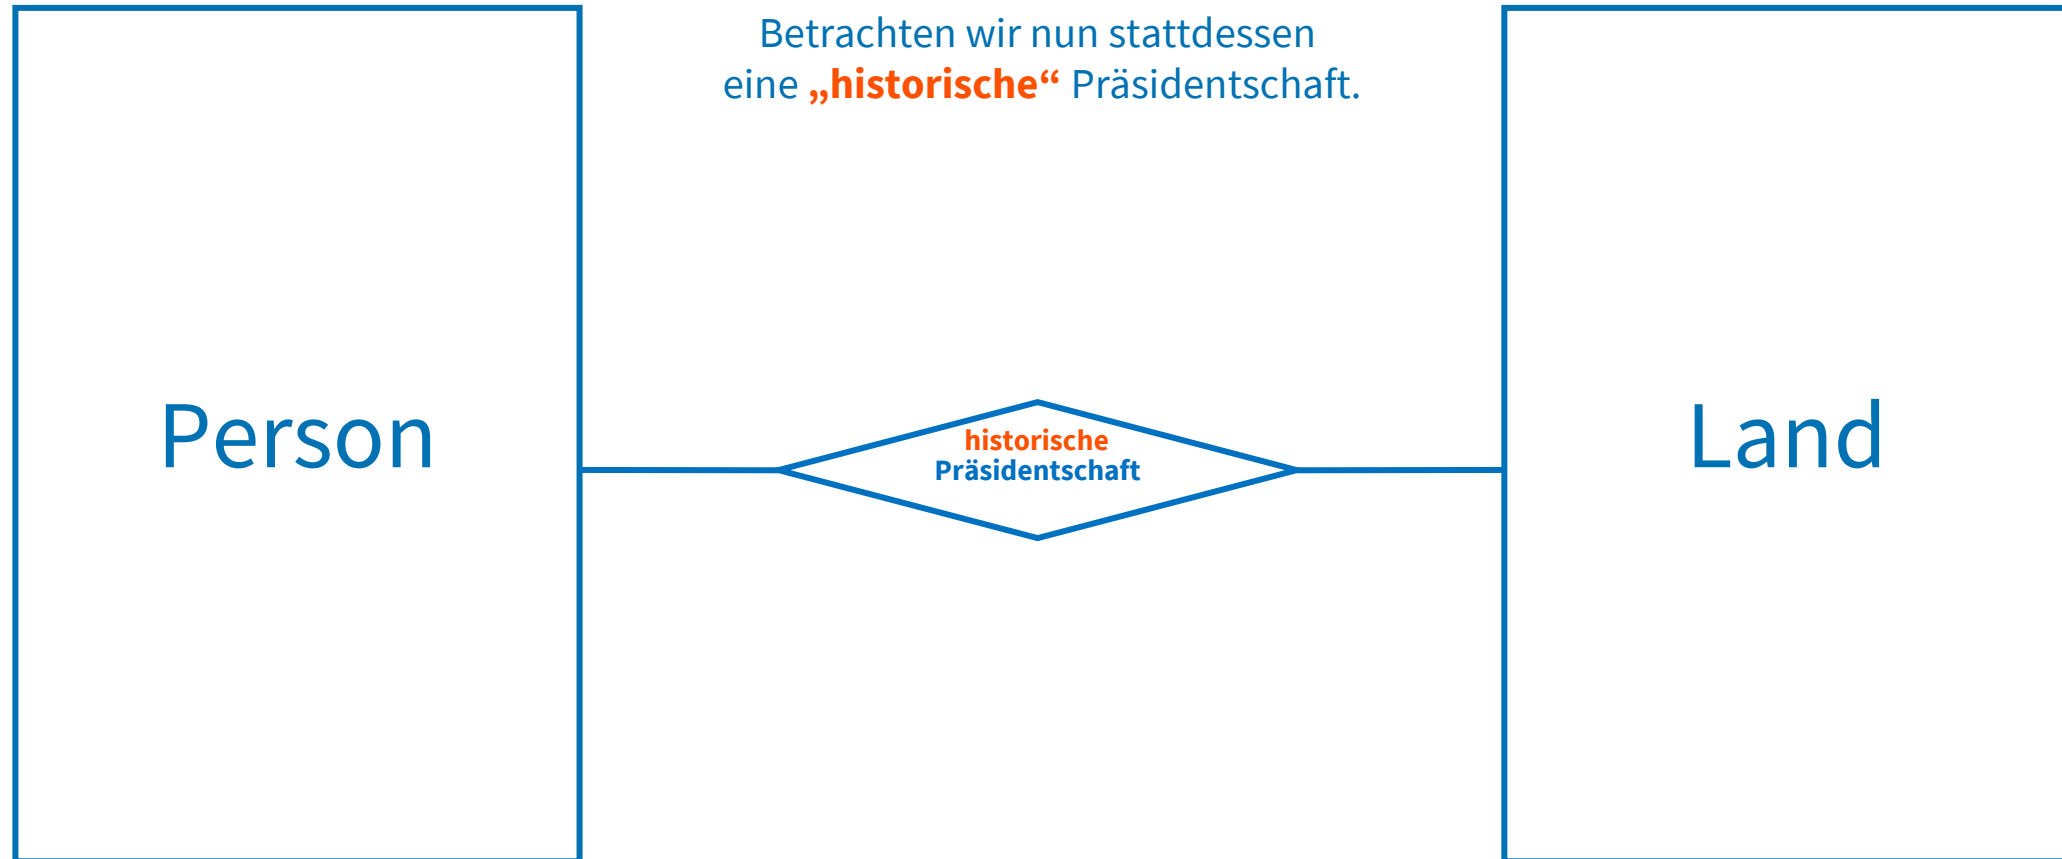 Betrachten wir nun stattdessen
eine „historische“ Präsidentschaft.
Person
historische
Präsidentschaft
Land